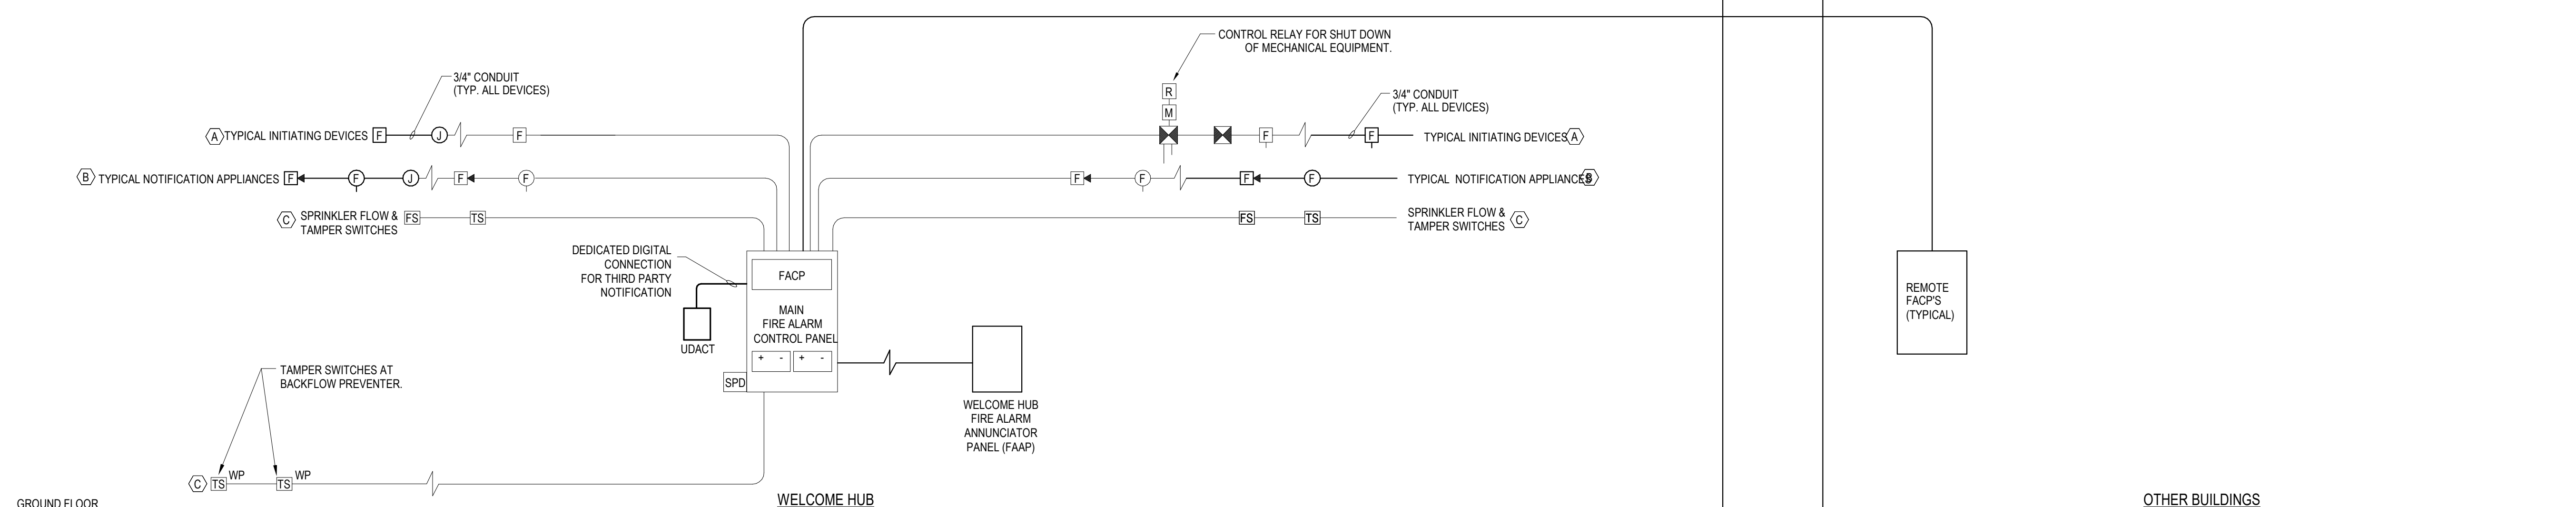 CONTROL RELAY FOR SHUT DOWN
OF MECHANICAL EQUIPMENT.
3/4" CONDUIT
(TYP. ALL DEVICES)
R
M
3/4" CONDUIT
(TYP. ALL DEVICES)
A TYPICAL INITIATING DEVICES F J F
F F TYPICAL INITIATING DEVICES A
B TYPICAL NOTIFICATION APPLIANCES F F J F F
F F F F TYPICAL NOTIFICATION APPLIANCES B
C SPRINKLER FLOW & FS TS
TAMPER SWITCHES
FS TS SPRINKLER FLOW & C
TAMPER SWITCHES
DEDICATED DIGITAL
CONNECTION
FOR THIRD PARTY
NOTIFICATION
FACP
MAIN
FIRE ALARM
CONTROL PANEL
+ - + -
UDACT
SPD
REMOTE
FACP'S
(TYPICAL)
WELCOME HUB
FIRE ALARM
ANNUNCIATOR
PANEL (FAAP)
TAMPER SWITCHES AT
BACKFLOW PREVENTER.
C TS WP TS WP
GROUND FLOOR
WELCOME HUB
OTHER BUILDINGS